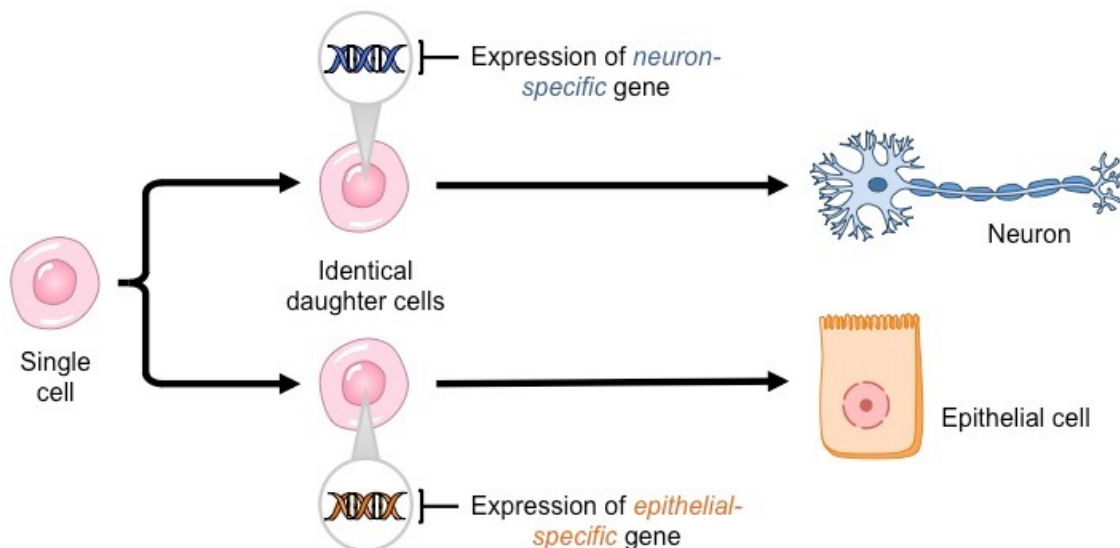 Expression of neuron-
specific gene
Neuron
Identical
daughter cells
Single
cell
Epithelial cell
Expression of epithelial-
specific gene